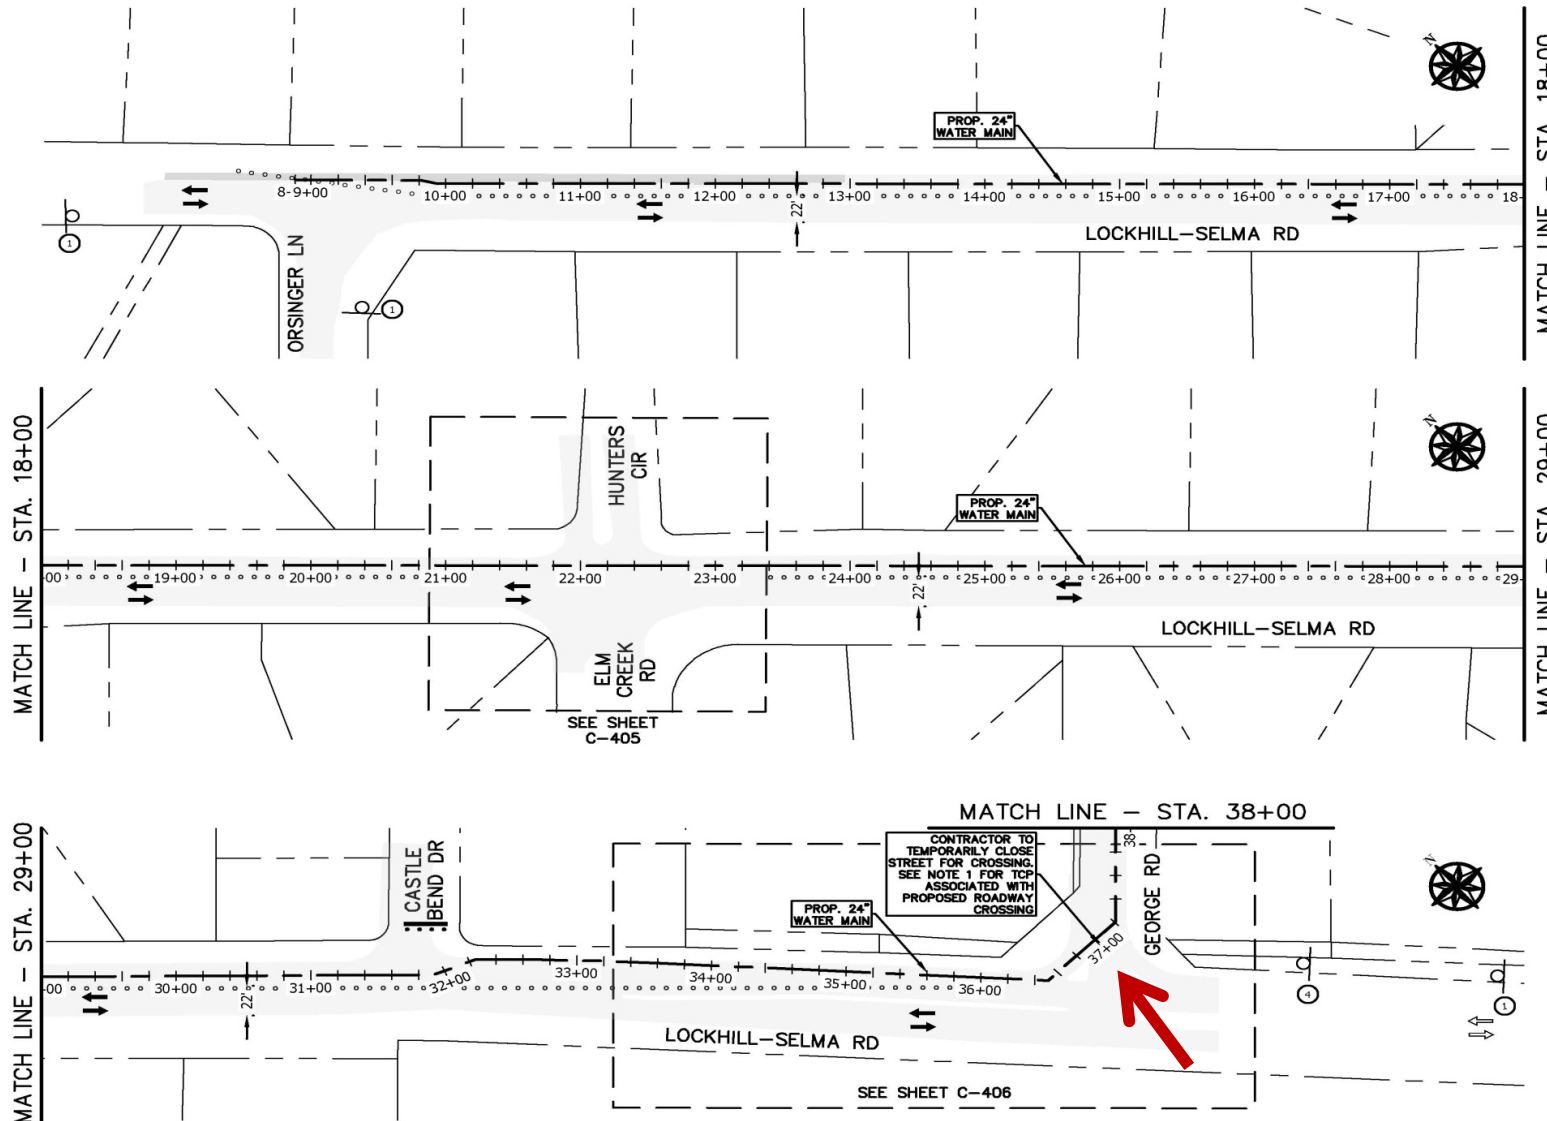 N
PROP. 24"
WATER MAIN
MATCH LINE – STA. 18+00
8-9+00
10+00
11+00
12+00
13+00
14+00
15+00
16+00
17+00
18-
22'
LOCKHILL–SELMA RD
ORSINGER LN
1
1
MATCH LINE – STA. 18+00
HUNTERS
CIR
N
PROP. 24"
WATER MAIN
MATCH LINE – STA. 29+00
00
19+00
20+00
21+00
22+00
23+00
24+00
25+00
26+00
27+00
28+00
29-
22'
LOCKHILL–SELMA RD
ELM
CREEK
RD
SEE SHEET
C–405
MATCH LINE – STA. 38+00
MATCH LINE – STA. 29+00
CASTLE
BEND DR
CONTRACTOR TO
TEMPORARILY CLOSE
STREET FOR CROSSING.
SEE NOTE 1 FOR TCP
ASSOCIATED WITH
PROPOSED ROADWAY
CROSSING
38-
GEORGE RD
N
PROP. 24"
WATER MAIN
00
30+00
31+00
32+00
33+00
34+00
35+00
36+00
37+00
22'
4
1
LOCKHILL–SELMA RD
SEE SHEET C–406